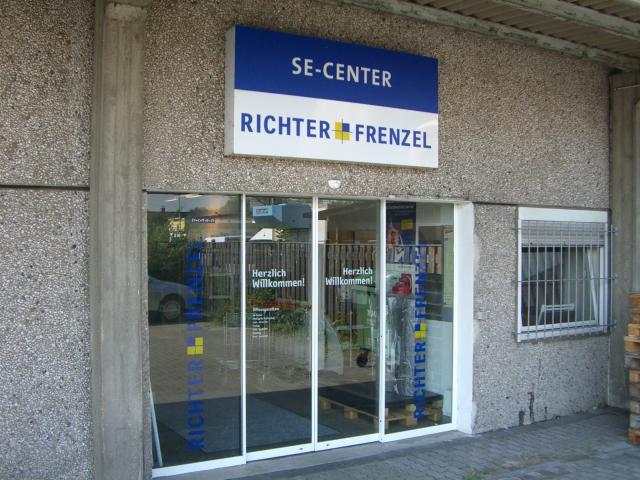 SE-CENTER
RICHTER+FRENZEL
Herzlich
Willkommen!
Herzlich
Willkommen!
RICHTER+FRENZEL
RICHTER+FRENZEL